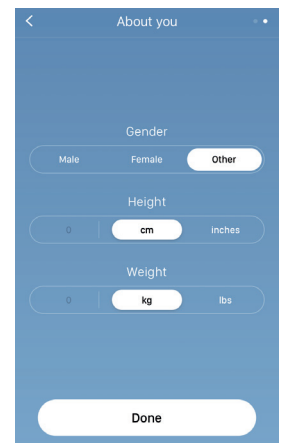 About you
Gender
Male Female Other
Height
0 cm inches
Weight
0 kg lbs
Done